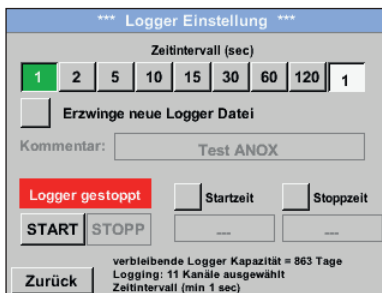 *** Logger Einstellung ***
Zeitintervall (sec)
1 2 5 10 15 30 60 120 1
Erzwinge neue Logger Datei
Kommentar: Test ANOX
Logger gestoppt Startzeit Stoppzeit
START STOPP --- ---
verbleibende Logger Kapazität = 863 Tage
Logging: 11 Kanäle ausgewählt
Zurück Zeitintervall (min 1 sec)